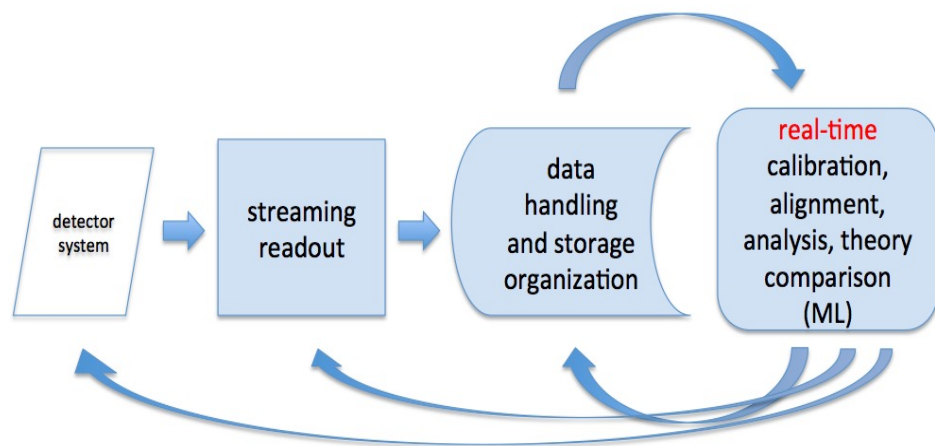 detector
system
streaming
readout
data
handling
and storage
organization
real-time
calibration,
alignment,
analysis, theory
comparison
(ML)